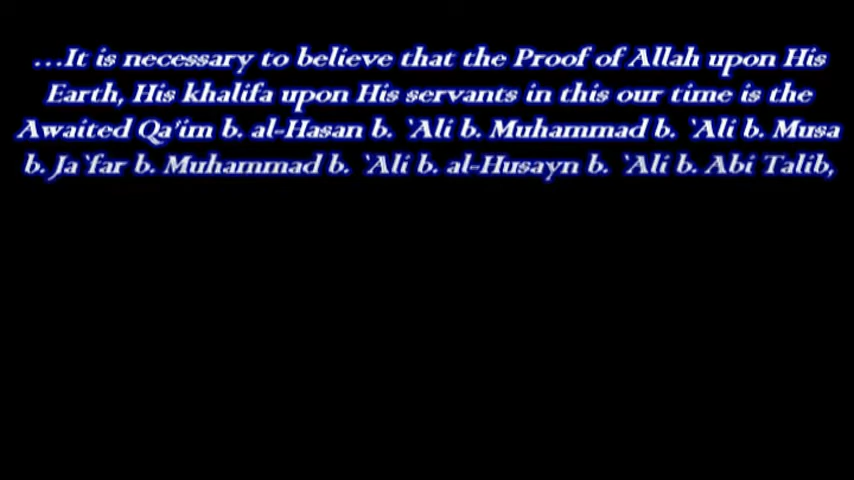 ...It is necessary to believe that the Proof of Allah upon His
Earth, His khalifa upon His servants in this our time is the
Awaited Qa'im b. al-Hasan b. `Ali b. Muhammad b. `Ali b. Musa
b. Ja`far b. Muhammad b. `Ali b. al-Husayn b. `Ali b. Abi Talib,